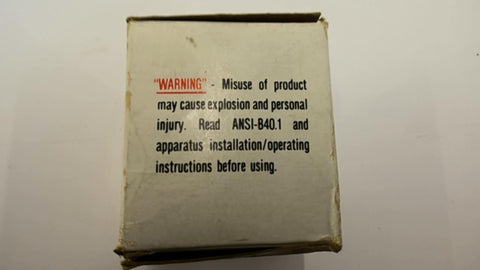 "WARNING" - Misuse of product
may cause explosion and personal
injury. Read ANSI-B40.1 and
apparatus installation/operating
instructions before using.